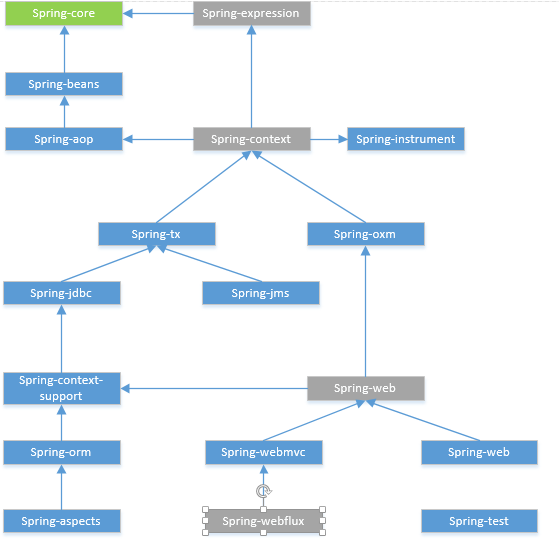 Spring-core
Spring-expression
Spring-beans
Spring-aop
Spring-context
Spring-instrument
Spring-tx
Spring-oxm
Spring-jdbc
Spring-jms
Spring-context-
support
Spring-web
Spring-orm
Spring-webmvc
Spring-web
Spring-aspects
Spring-webflux
Spring-test